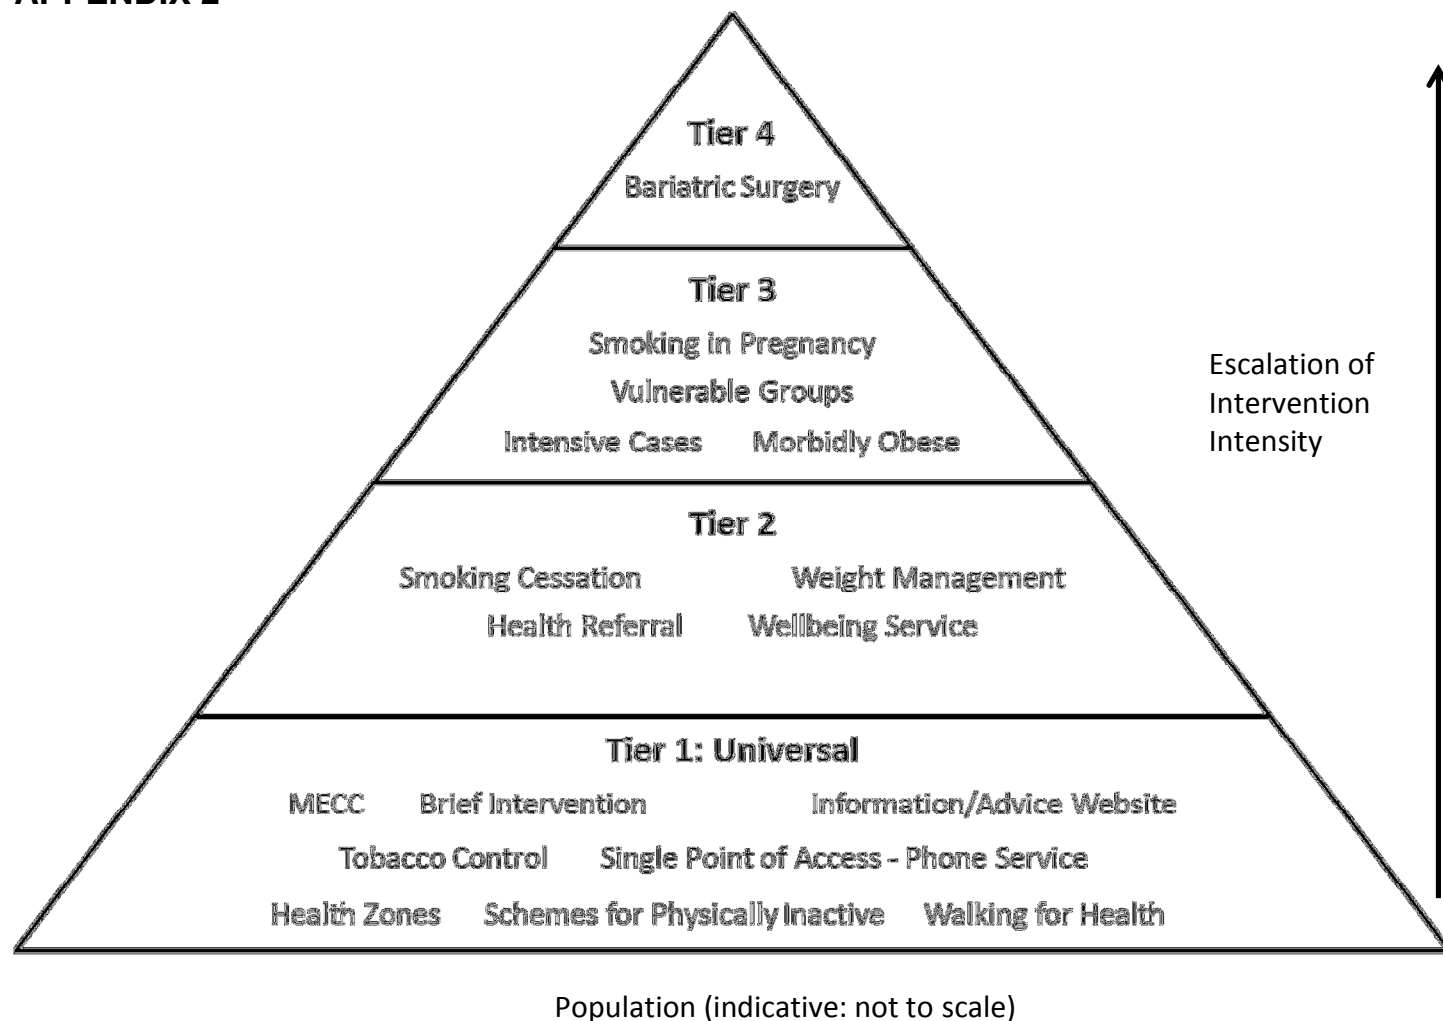 APPENDIX 2
Tier 4
Bariatric Surgery
Tier 3
Smoking in Pregnancy
Vulnerable Groups
Intensive Cases Morbidly Obese
Escalation of
Intervention
Intensity
Tier 2
Smoking Cessation Weight Management
Health Referral Wellbeing Service
Tier 1: Universal
MECC Brief Intervention Information/Advice Website
Tobacco Control Single Point of Access - Phone Service
Health Zones Schemes for Physically Inactive Walking for Health
Population (indicative: not to scale)